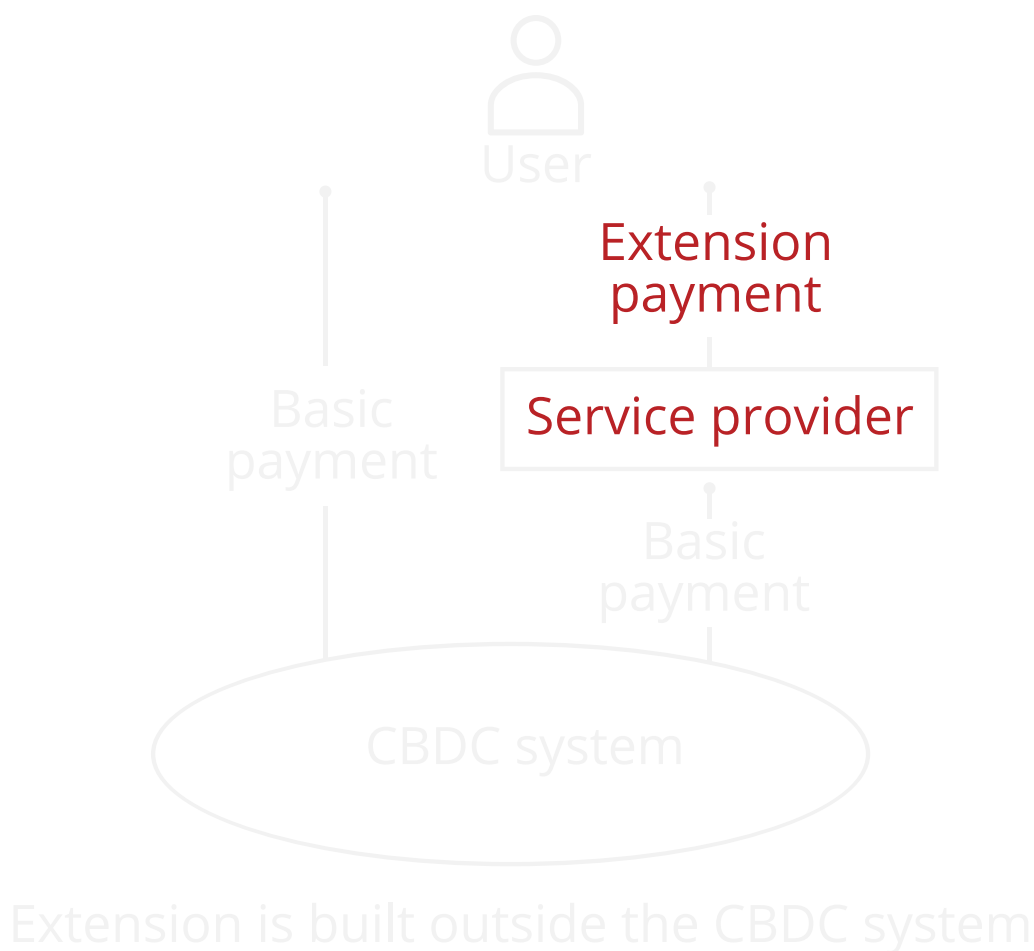 User
Extension
payment
Basic
payment
Service provider
Basic
payment
CBDC system
Extension is built outside the CBDC system